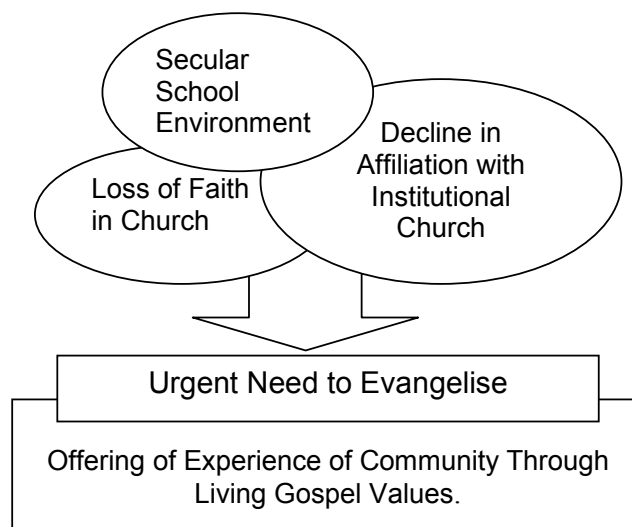 Secular
School
Environment
Decline in
Affiliation with
Institutional
Church
Loss of Faith
in Church
Urgent Need to Evangelise
Offering of Experience of Community Through
Living Gospel Values.